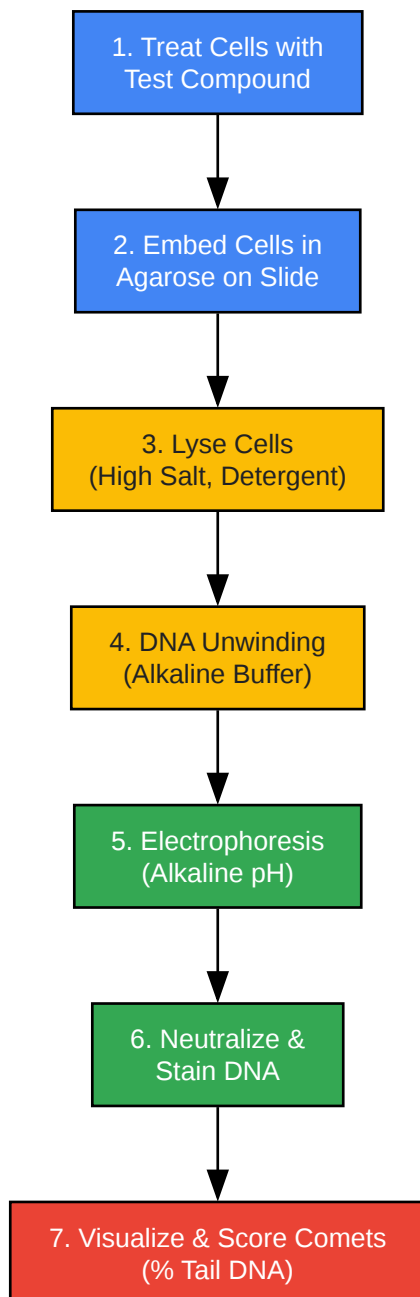 1. Treat Cells with
Test Compound
2. Embed Cells in
Agarose on Slide
3. Lyse Cells
(High Salt, Detergent)
4. DNA Unwinding
(Alkaline Buffer)
5. Electrophoresis
(Alkaline pH)
6. Neutralize &
Stain DNA
7. Visualize & Score Comets
(% Tail DNA)